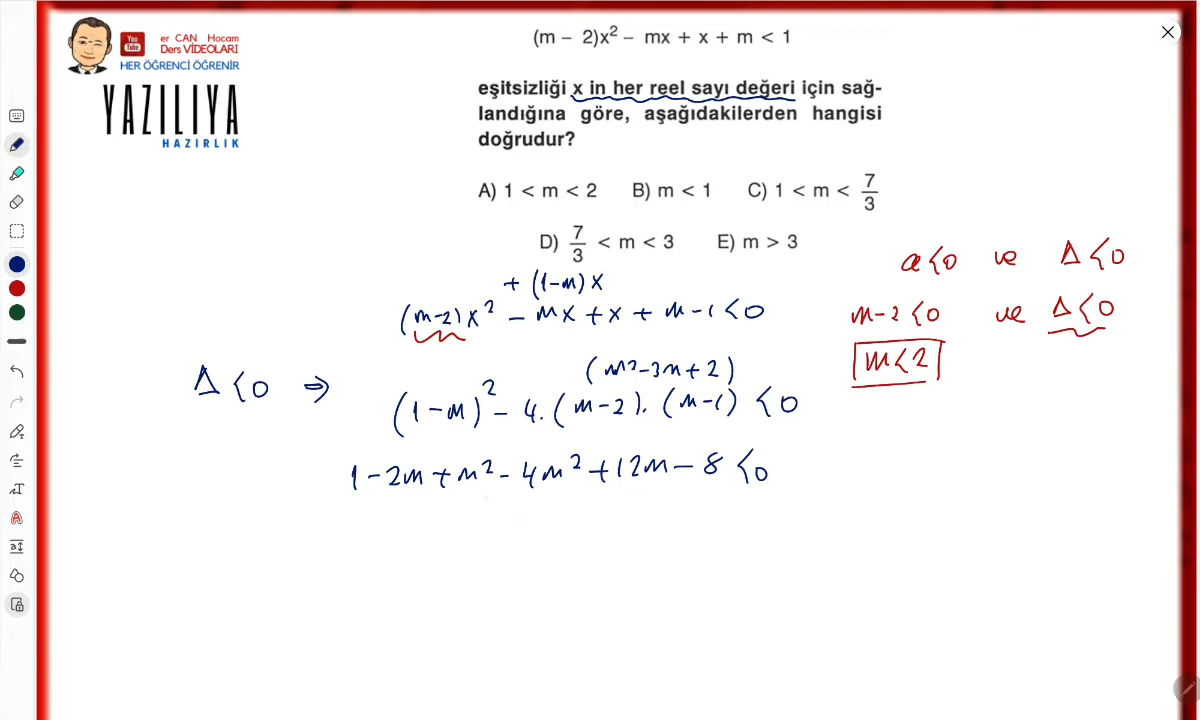 er CAN Hocam
You Tube Ders VİDEOLARI
HER ÖĞRENCİ ÖĞRENİR
YAZILIYA
HAZIRLIK
(m – 2)x² – mx + x + m < 1
eşitsizliği x in her reel sayı değeri için sağ-
landığına göre, aşağıdakilerden hangisi
doğrudur?
A) 1 < m < 2 B) m < 1 C) 1 < m < 7/3
D) 7/3 < m < 3 E) m > 3
a<0 ve Δ<0
+ (1-m)x
(m-2)x² - mx + x + m-1 < 0
m-2<0 ve Δ<0
m<2
Δ<0 ⇒
(m²-3m+2)
(1-m)² - 4.(m-2).(m-1) < 0
1-2m+m²-4m²+12m-8<0